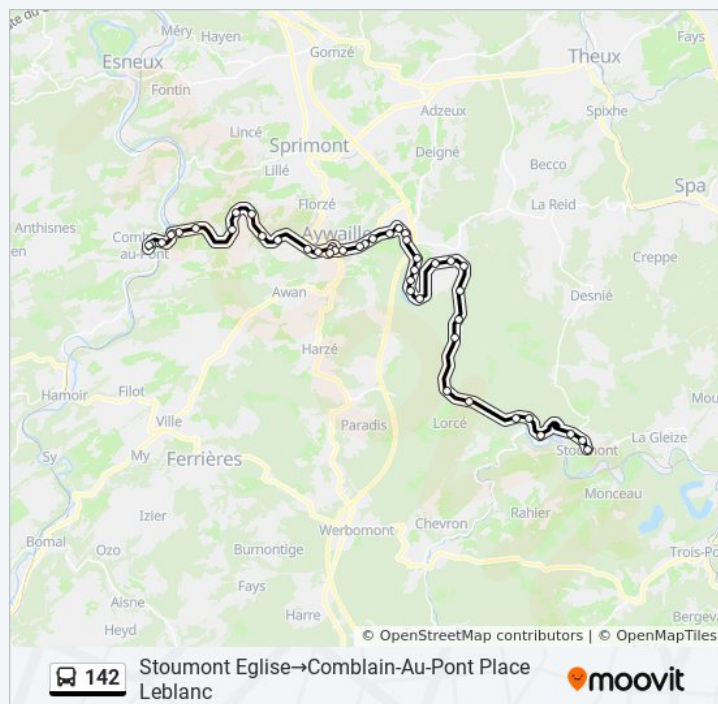 Méry
Hayen
Gomzé
Fays
Esneux
Theux
Fontin
Adzeux
Spixhe
Lincé
Sprimont
Deigné
Becco
Lillé
Spa
Florzé
La Reid
Anthisnes
Aywaille
Creppe
Awan
Desnié
Harzé
Hamoir
Filot
Ville
Paradis
Lorcé
La Gleize
Sy
My
Ferrières
Stoumont
Monceau
Izier
Chevron
Rahier
Werbomont
Bomal
Ozo
Burnontige
Fays
Aisne
Harre
Heyd
© OpenStreetMap contributors | © OpenMapTiles
142 Stoumont Eglise→Comblain-Au-Pont Place
Leblanc
moovit